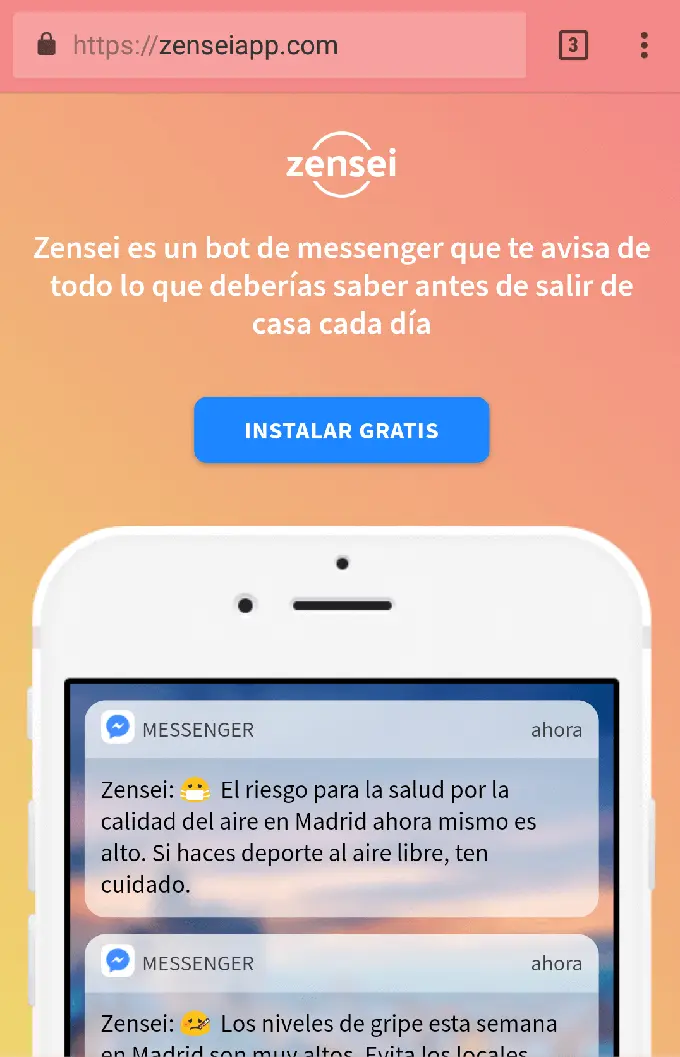 https://zenseiapp.com
3
zensei
Zensei es un bot de messenger que te avisa de
todo lo que deberías saber antes de salir de
casa cada día
INSTALAR GRATIS
MESSENGER ahora
Zensei: 😷 El riesgo para la salud por la
calidad del aire en Madrid ahora mismo es
alto. Si haces deporte al aire libre, ten
cuidado.
MESSENGER ahora
Zensei: 🤒 Los niveles de gripe esta semana
en Madrid son muy altos. Evita los locales